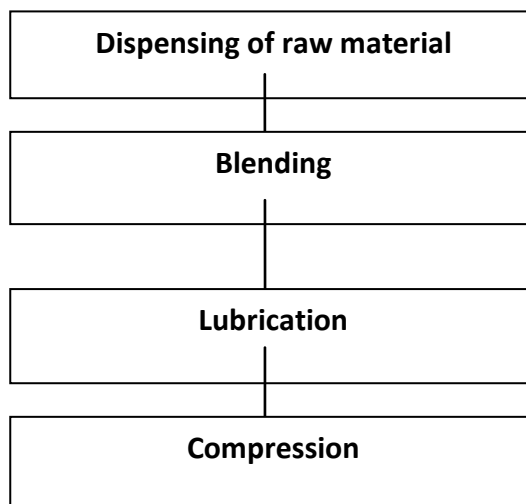 Dispensing of raw material
Blending
Lubrication
Compression